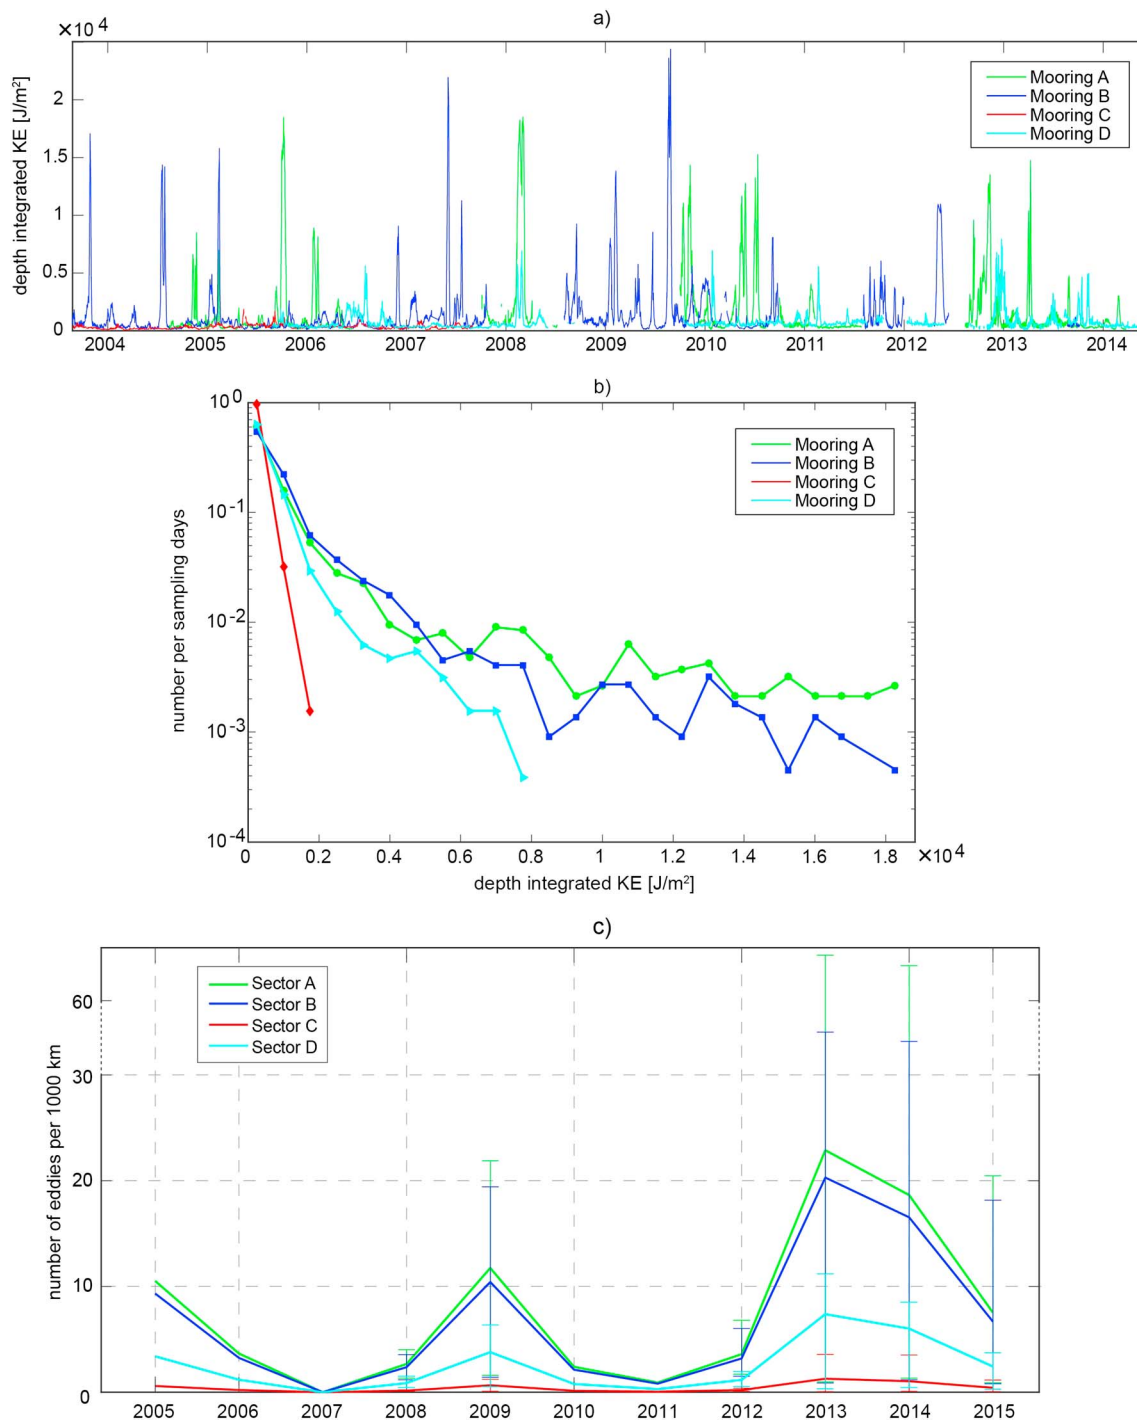 a)
×10⁴
depth integrated KE [J/m²]
2
1.5
1
0.5
0
Mooring A
Mooring B
Mooring C
Mooring D
2004 2005 2006 2007 2008 2009 2010 2011 2012 2013 2014
b)
number per sampling days
10⁰
10⁻¹
10⁻²
10⁻³
10⁻⁴
Mooring A
Mooring B
Mooring C
Mooring D
0 0.2 0.4 0.6 0.8 1 1.2 1.4 1.6 1.8 ×10⁴
depth integrated KE [J/m²]
c)
number of eddies per 1000 km
60
30
20
10
0
Sector A
Sector B
Sector C
Sector D
2005 2006 2007 2008 2009 2010 2011 2012 2013 2014 2015